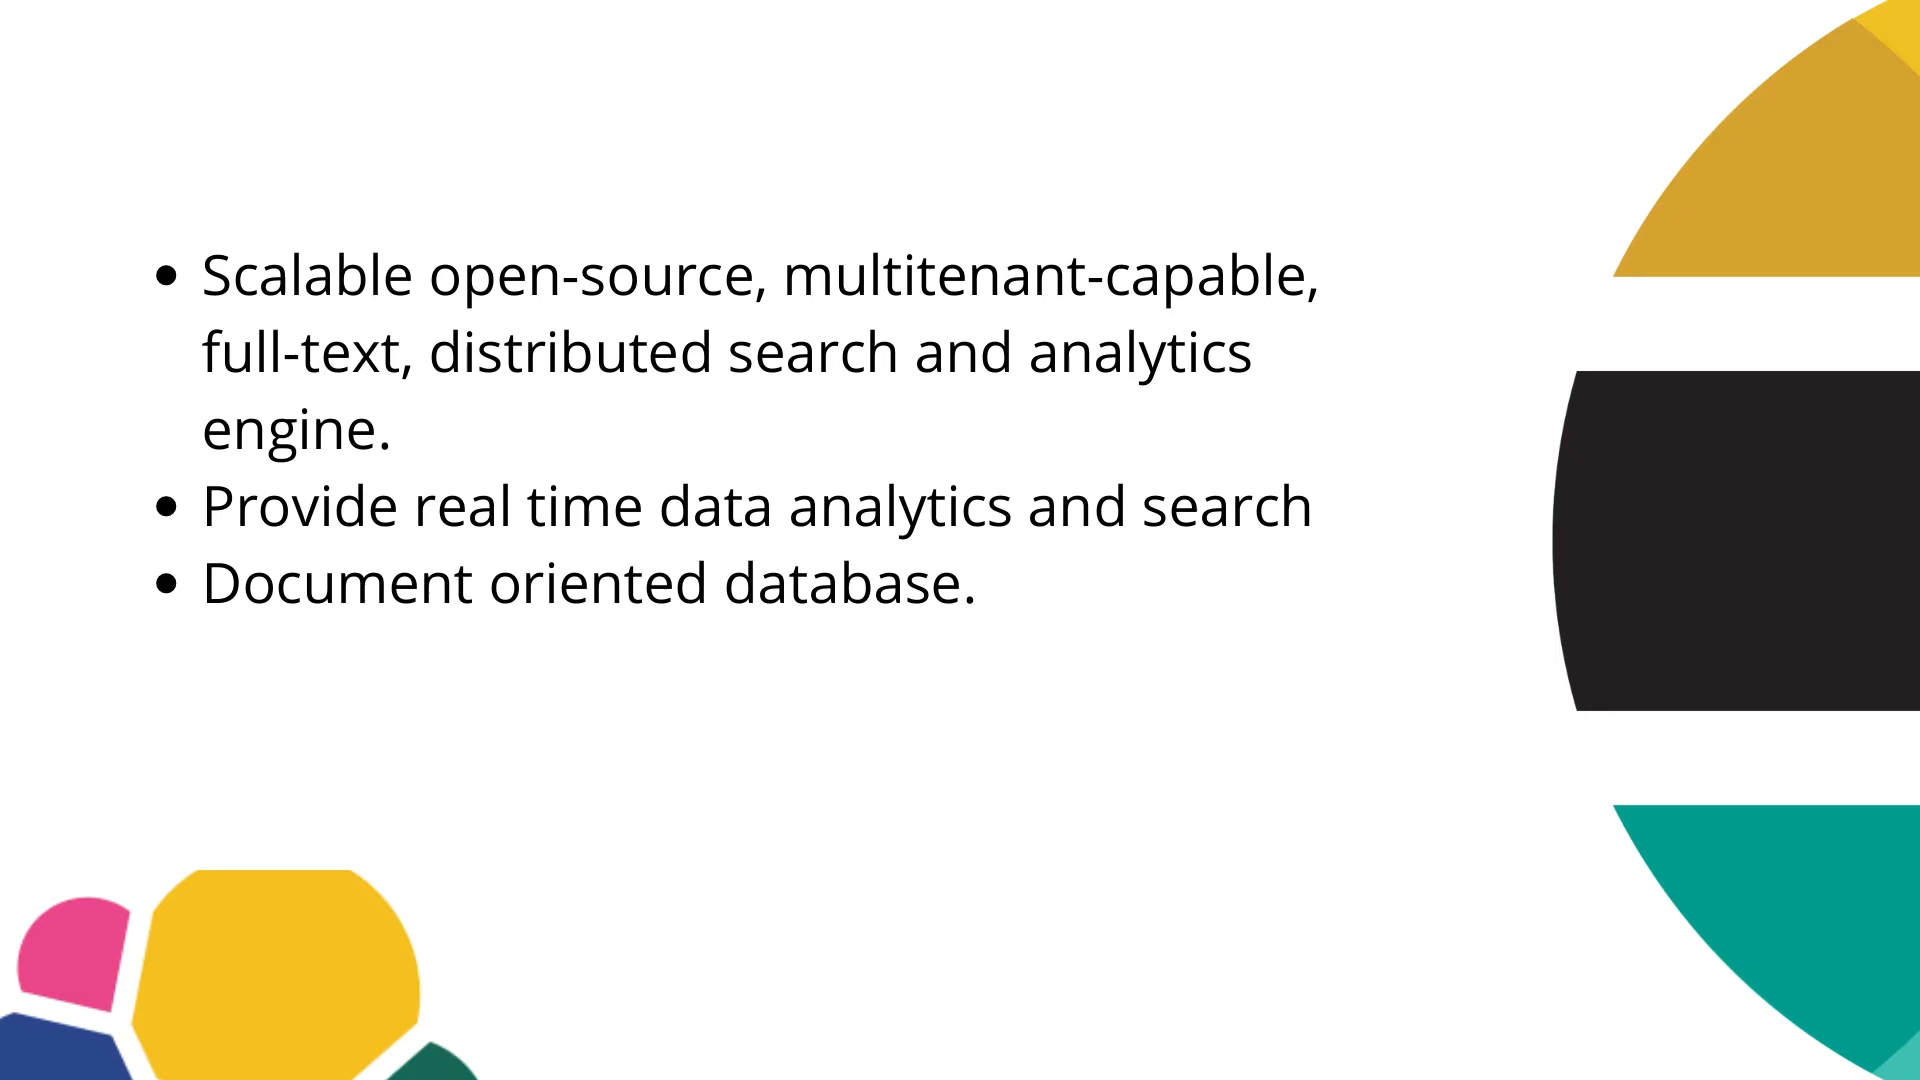 • Scalable open-source, multitenant-capable,
full-text, distributed search and analytics
engine.
• Provide real time data analytics and search
• Document oriented database.